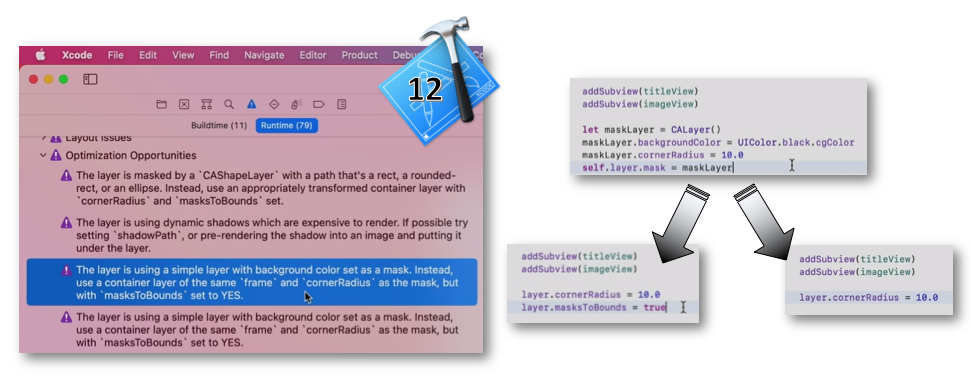 Xcode File Edit View Find Navigate Editor Product Debu
12
XCODE
Buildtime (11) Runtime (79)
Layout Issues
Optimization Opportunities
The layer is masked by a `CAShapeLayer` with a path that's a rect, a rounded-
rect, or an ellipse. Instead, use an appropriately transformed container layer with
`cornerRadius` and `masksToBounds` set.
The layer is using dynamic shadows which are expensive to render. If possible try
setting `shadowPath`, or pre-rendering the shadow into an image and putting it
under the layer.
The layer is using a simple layer with background color set as a mask. Instead,
use a container layer of the same `frame` and `cornerRadius` as the mask, but
with `masksToBounds` set to YES.
The layer is using a simple layer with background color set as a mask. Instead,
use a container layer of the same `frame` and `cornerRadius` as the mask, but
with `masksToBounds` set to YES.
addSubview(titleView)
addSubview(imageView)
let maskLayer = CALayer()
maskLayer.backgroundColor = UIColor.black.cgColor
maskLayer.cornerRadius = 10.0
self.layer.mask = maskLayer
addSubview(titleView)
addSubview(imageView)
layer.cornerRadius = 10.0
layer.masksToBounds = true
addSubview(titleView)
addSubview(imageView)
layer.cornerRadius = 10.0